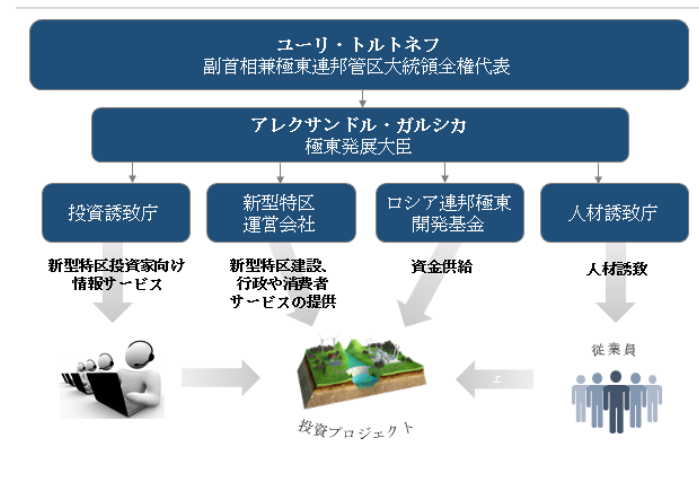 ユーリ・トルトネフ
副首相兼極東連邦管区大統領全権代表
アレクサンドル・ガルシカ
極東発展大臣
投資誘致庁
新型特区
運営会社
ロシア連邦極東
開発基金
人材誘致庁
新型特区投資家向け
情報サービス
新型特区建設、
行政や消費者
サービスの提供
資金供給
人材誘致
従業員
投資プロジェクト